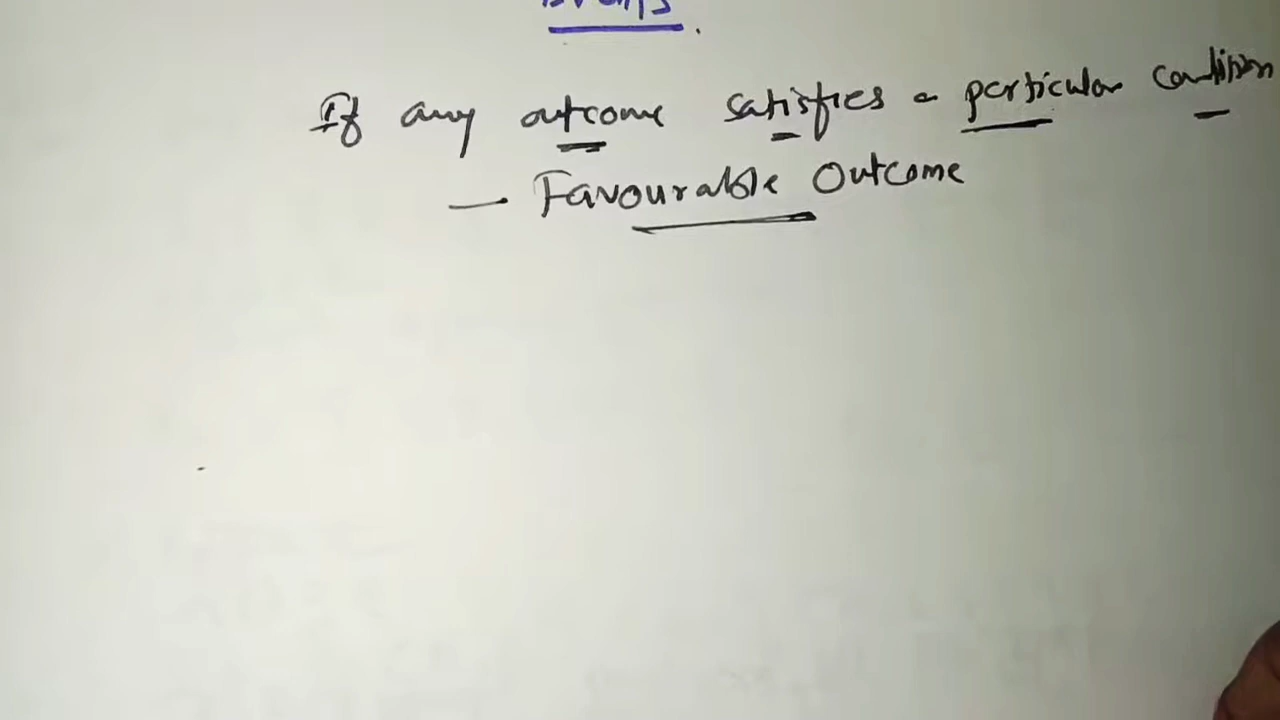 If any outcome satisfies a particular condition
— Favourable Outcome